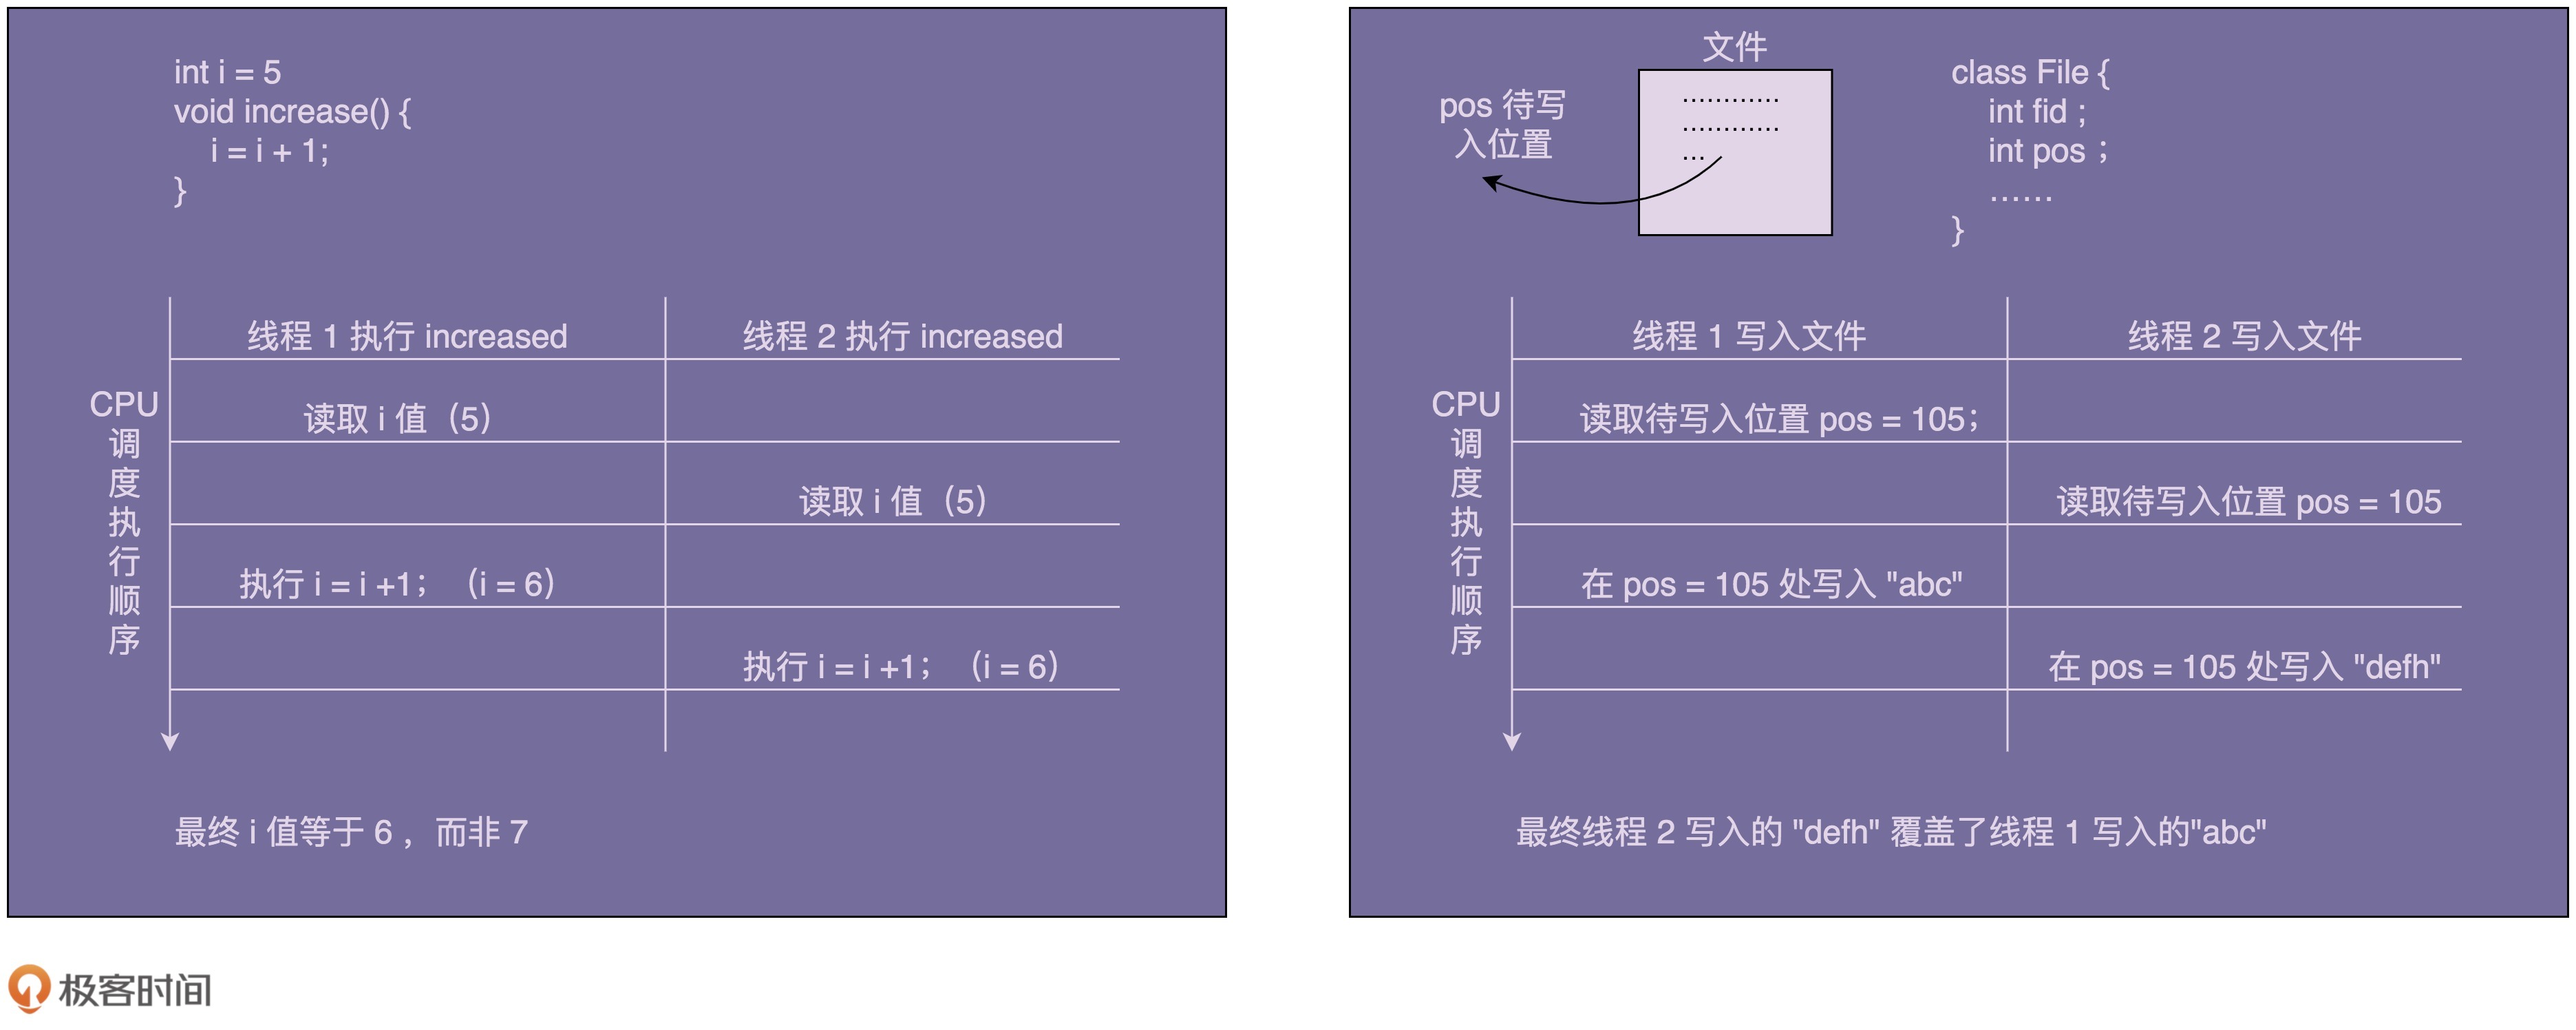 int i = 5
void increase() {
i = i + 1;
}
线程 1 执行 increased
线程 2 执行 increased
CPU
调
度
执
行
顺
序
读取 i 值（5）
读取 i 值（5）
执行 i = i +1； （i = 6）
执行 i = i +1； （i = 6）
最终 i 值等于 6 ，而非 7
文件
pos 待写
入位置
............
............
...
class File {
int fid ;
int pos ；
......
}
线程 1 写入文件
线程 2 写入文件
CPU
调
度
执
行
顺
序
读取待写入位置 pos = 105；
读取待写入位置 pos = 105
在 pos = 105 处写入 "abc"
在 pos = 105 处写入 "defh"
最终线程 2 写入的 "defh" 覆盖了线程 1 写入的"abc"
极客时间